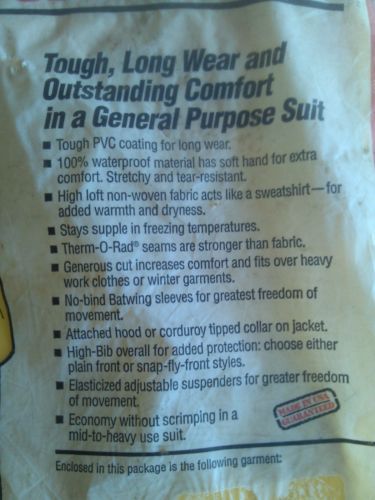 Tough, Long Wear and
Outstanding Comfort
in a General Purpose Suit
■ Tough PVC coating for long wear.
■ 100% waterproof material has soft hand for extra
comfort. Stretchy and tear-resistant.
■ High loft non-woven fabric acts like a sweatshirt—for
added warmth and dryness.
■ Stays supple in freezing temperatures.
■ Therm-O-Rad® seams are stronger than fabric.
■ Generous cut increases comfort and fits over heavy
work clothes or winter garments.
■ No-bind Batwing sleeves for greatest freedom of
movement.
■ Attached hood or corduroy tipped collar on jacket.
■ High-Bib overall for added protection: choose either
plain front or snap-fly-front styles.
■ Elasticized adjustable suspenders for greater freedom
of movement.
■ Economy without scrimping in a
mid-to-heavy use suit.
MADE IN USA
GUARANTEED
Enclosed in this package is the following garment: